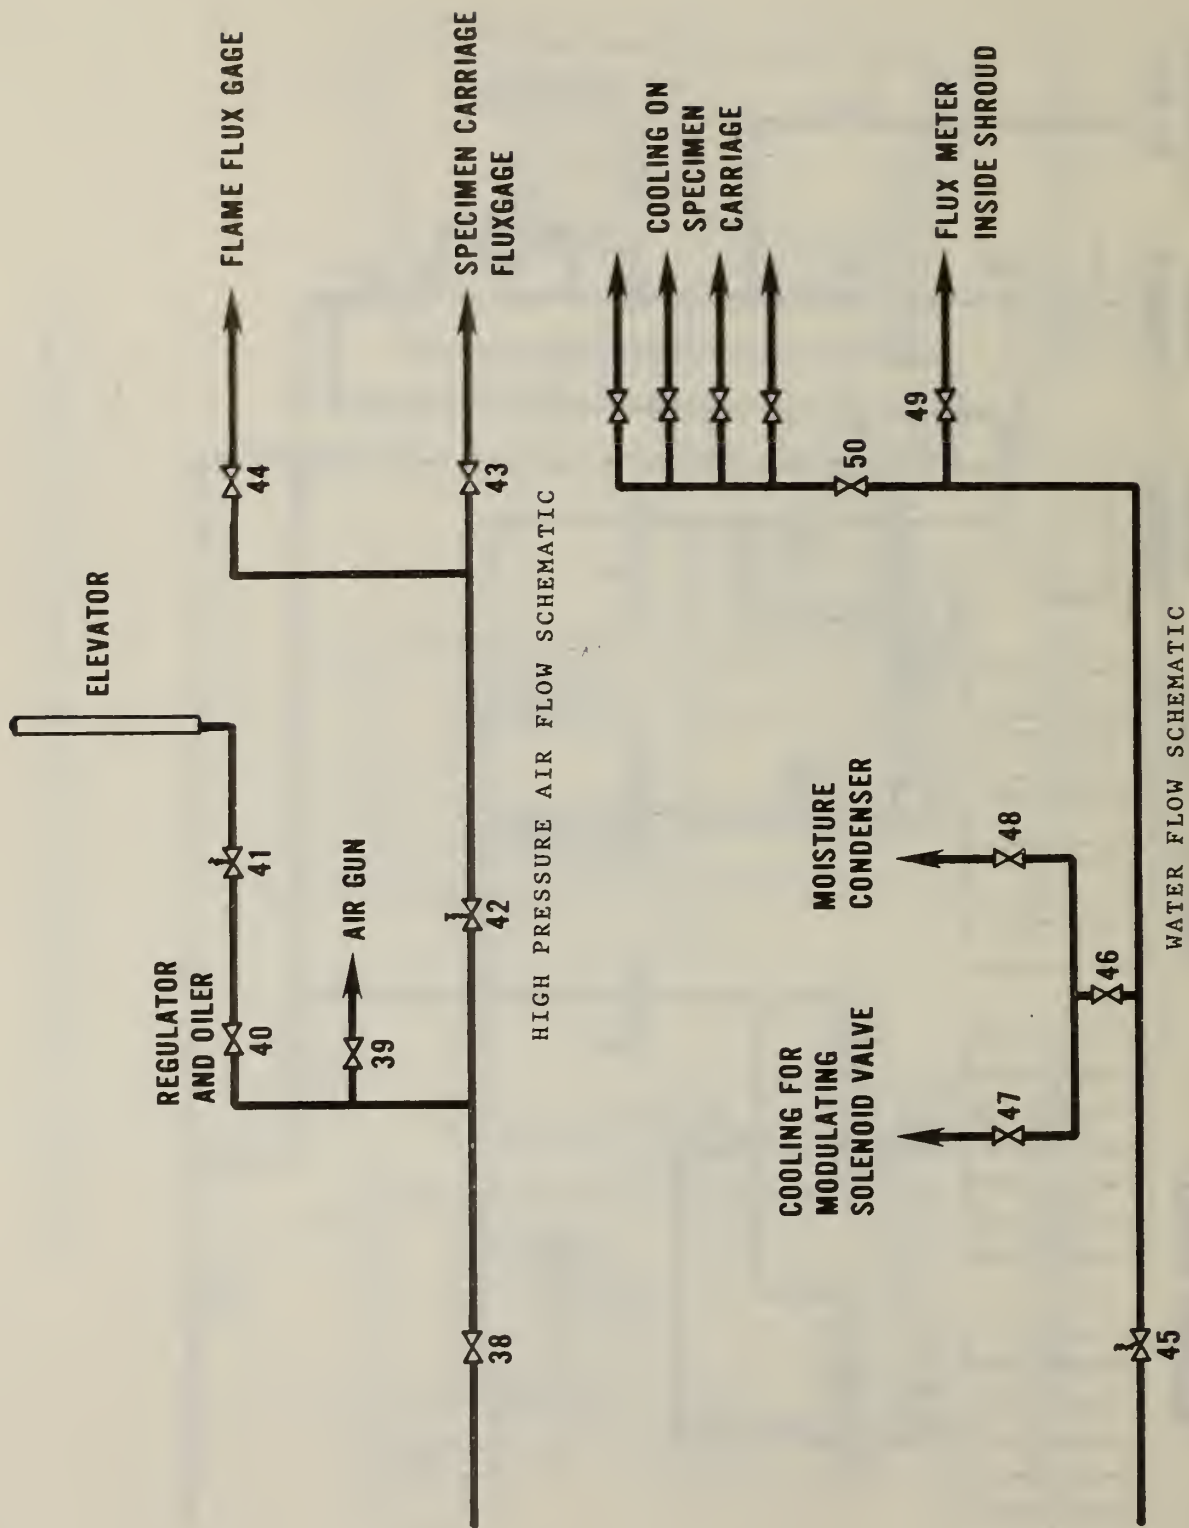 ELEVATOR
REGULATOR
AND OILER
40
41
AIR GUN
39
38
42
44
FLAME FLUX GAGE
43
SPECIMEN CARRIAGE
FLUXGAGE
HIGH PRESSURE AIR FLOW SCHEMATIC
COOLING FOR
MODULATING
SOLENOID VALVE
47
MOISTURE
CONDENSER
48
46
45
50
COOLING ON
SPECIMEN
CARRIAGE
49
FLUX METER
INSIDE SHROUD
WATER FLOW SCHEMATIC